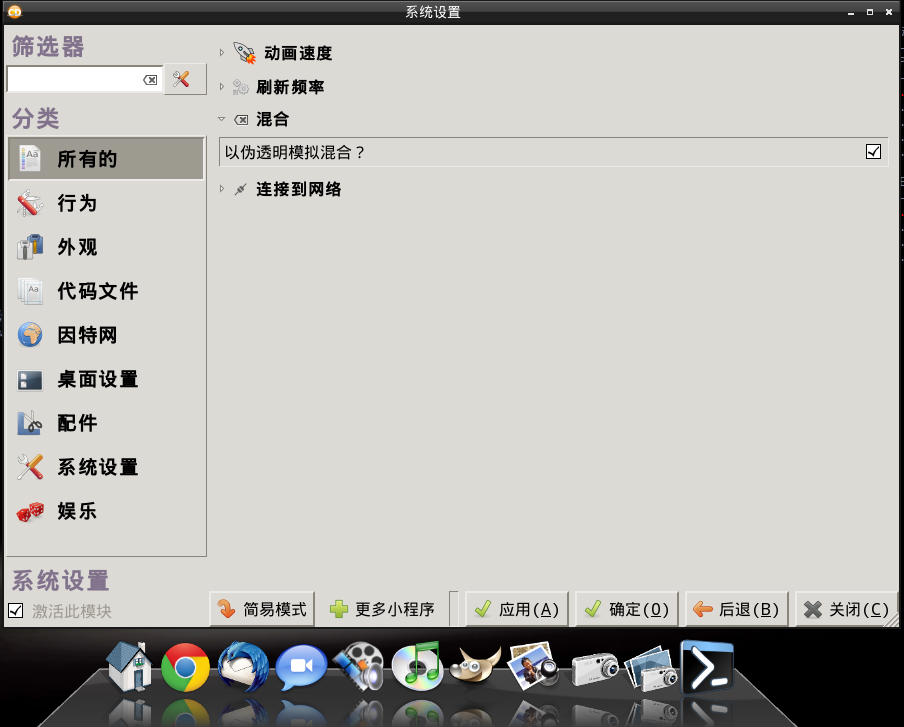 系统设置
筛选器
分类
所有的
行为
外观
代码文件
因特网
桌面设置
配件
系统设置
娱乐
系统设置
激活此模块
动画速度
刷新频率
混合
以伪透明模拟混合？
连接到网络
简易模式
更多小程序
应用(A)
确定(O)
后退(B)
关闭(C)